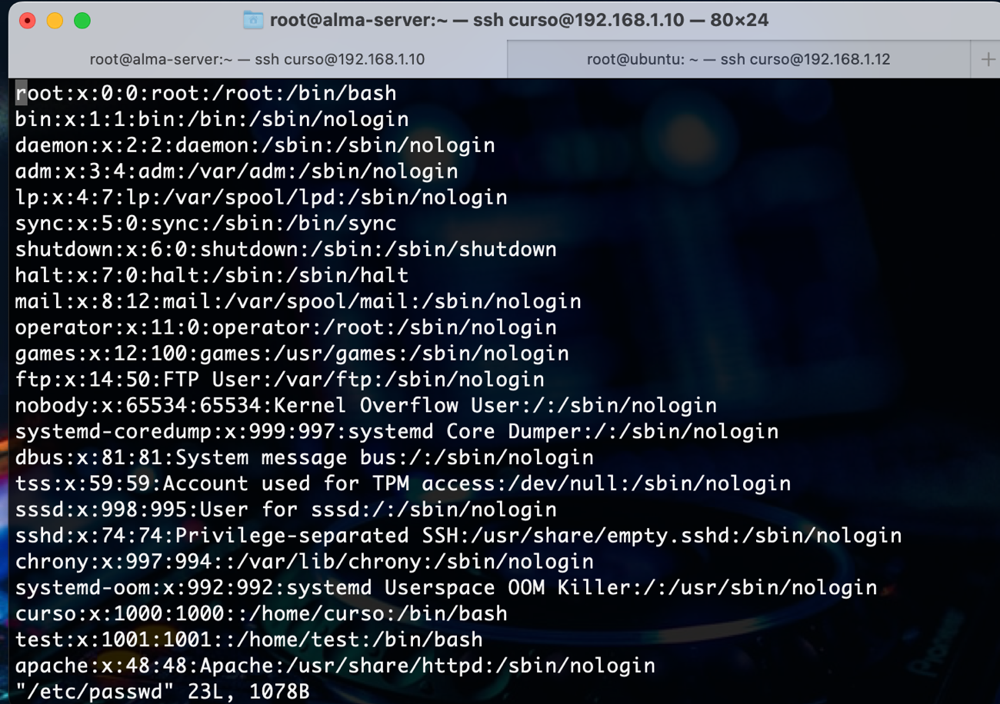 root@alma-server:~ — ssh curso@192.168.1.10 — 80×24
root@alma-server:~ — ssh curso@192.168.1.10
root@ubuntu: ~ — ssh curso@192.168.1.12
+
root:x:0:0:root:/root:/bin/bash
bin:x:1:1:bin:/bin:/sbin/nologin
daemon:x:2:2:daemon:/sbin:/sbin/nologin
adm:x:3:4:adm:/var/adm:/sbin/nologin
lp:x:4:7:lp:/var/spool/lpd:/sbin/nologin
sync:x:5:0:sync:/sbin:/bin/sync
shutdown:x:6:0:shutdown:/sbin:/sbin/shutdown
halt:x:7:0:halt:/sbin:/sbin/halt
mail:x:8:12:mail:/var/spool/mail:/sbin/nologin
operator:x:11:0:operator:/root:/sbin/nologin
games:x:12:100:games:/usr/games:/sbin/nologin
ftp:x:14:50:FTP User:/var/ftp:/sbin/nologin
nobody:x:65534:65534:Kernel Overflow User:/:/sbin/nologin
systemd-coredump:x:999:997:systemd Core Dumper:/:/sbin/nologin
dbus:x:81:81:System message bus:/:/sbin/nologin
tss:x:59:59:Account used for TPM access:/dev/null:/sbin/nologin
sssd:x:998:995:User for sssd:/:/sbin/nologin
sshd:x:74:74:Privilege-separated SSH:/usr/share/empty.sshd:/sbin/nologin
chrony:x:997:994::/var/lib/chrony:/sbin/nologin
systemd-oom:x:992:992:systemd Userspace OOM Killer:/:/usr/sbin/nologin
curso:x:1000:1000::/home/curso:/bin/bash
test:x:1001:1001::/home/test:/bin/bash
apache:x:48:48:Apache:/usr/share/httpd:/sbin/nologin
"/etc/passwd" 23L, 1078B
Pioneer